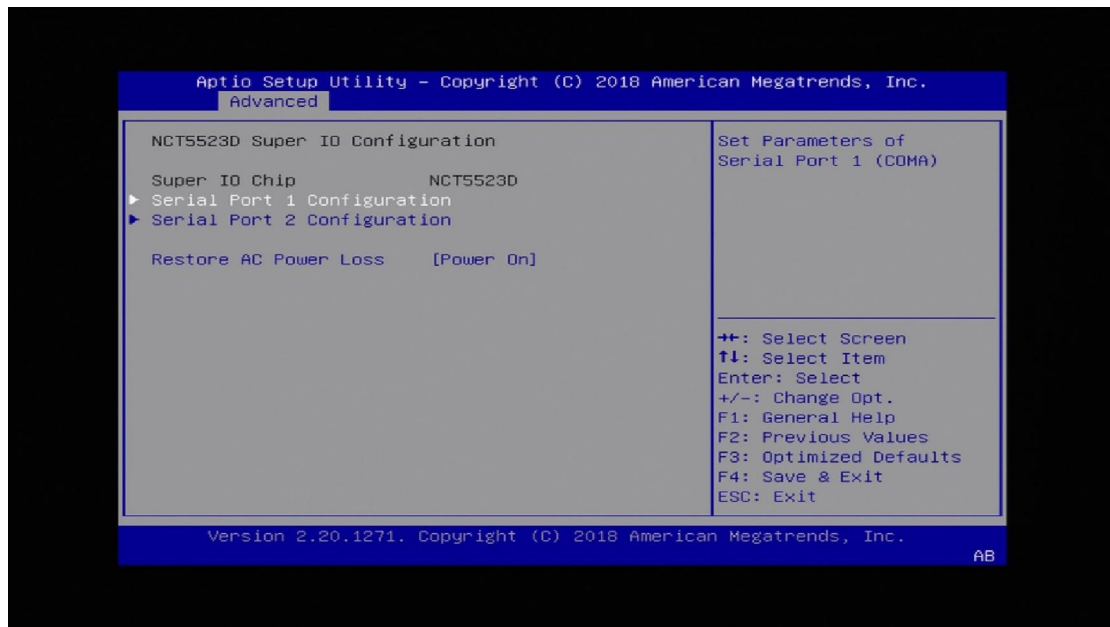 Aptio Setup Utility – Copyright (C) 2018 American Megatrends, Inc.
Advanced
NCT5523D Super IO Configuration
Super IO Chip NCT5523D
▶ Serial Port 1 Configuration
▶ Serial Port 2 Configuration
Restore AC Power Loss [Power On]
Set Parameters of
Serial Port 1 (COMA)
→←: Select Screen
↑↓: Select Item
Enter: Select
+/-: Change Opt.
F1: General Help
F2: Previous Values
F3: Optimized Defaults
F4: Save & Exit
ESC: Exit
Version 2.20.1271. Copyright (C) 2018 American Megatrends, Inc.
AB